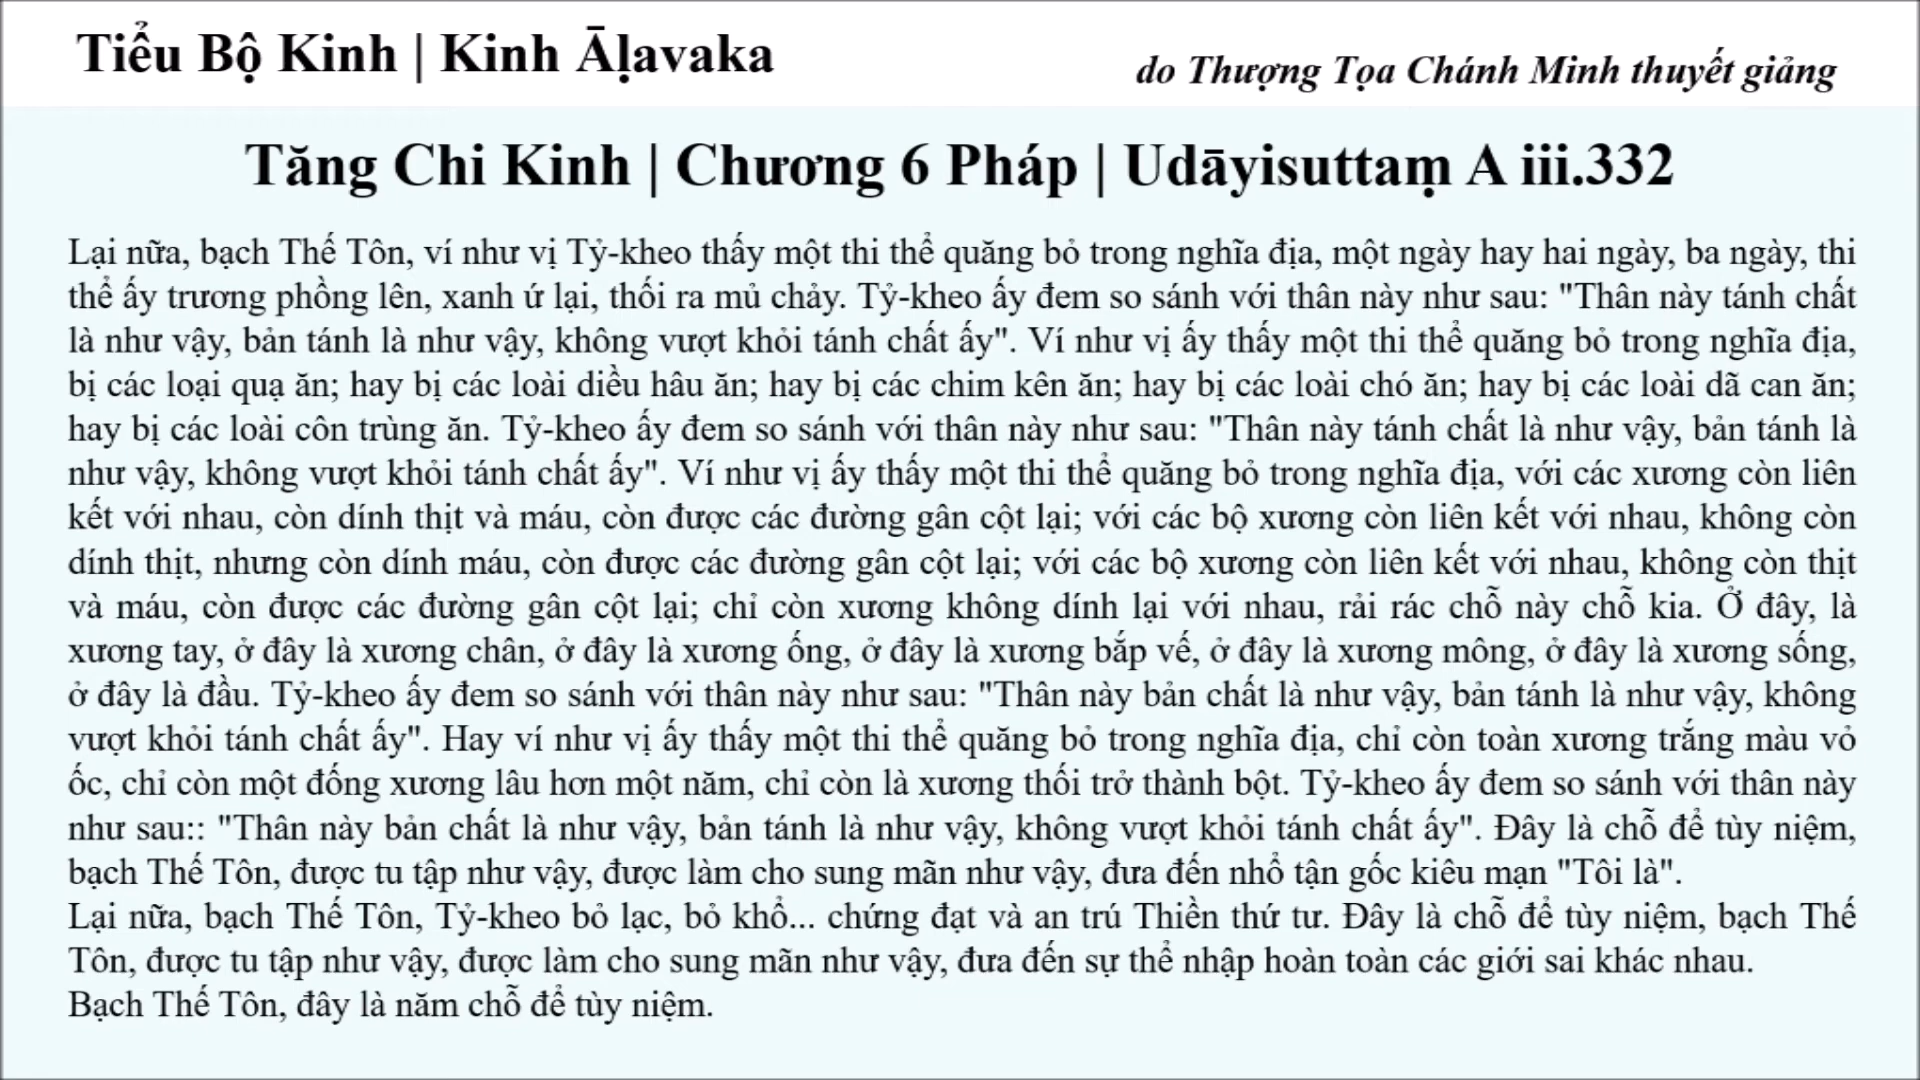 Tiểu Bộ Kinh | Kinh Āḷavaka
do Thượng Tọa Chánh Minh thuyết giảng
Tăng Chi Kinh | Chương 6 Pháp | Udāyisuttaṃ A iii.332
Lại nữa, bạch Thế Tôn, ví như vị Tỷ-kheo thấy một thi thể quăng bỏ trong nghĩa địa, một ngày hay hai ngày, ba ngày, thi
thể ấy trương phồng lên, xanh ứ lại, thối ra mủ chảy. Tỷ-kheo ấy đem so sánh với thân này như sau: "Thân này tánh chất
là như vậy, bản tánh là như vậy, không vượt khỏi tánh chất ấy". Ví như vị ấy thấy một thi thể quăng bỏ trong nghĩa địa,
bị các loại quạ ăn; hay bị các loài diều hâu ăn; hay bị các chim kên ăn; hay bị các loài chó ăn; hay bị các loài dã can ăn;
hay bị các loài côn trùng ăn. Tỷ-kheo ấy đem so sánh với thân này như sau: "Thân này tánh chất là như vậy, bản tánh là
như vậy, không vượt khỏi tánh chất ấy". Ví như vị ấy thấy một thi thể quăng bỏ trong nghĩa địa, với các xương còn liên
kết với nhau, còn dính thịt và máu, còn được các đường gân cột lại; với các bộ xương còn liên kết với nhau, không còn
dính thịt, nhưng còn dính máu, còn được các đường gân cột lại; với các bộ xương còn liên kết với nhau, không còn thịt
và máu, còn được các đường gân cột lại; chỉ còn xương không dính lại với nhau, rải rác chỗ này chỗ kia. Ở đây, là
xương tay, ở đây là xương chân, ở đây là xương ống, ở đây là xương bắp vế, ở đây là xương mông, ở đây là xương sống,
ở đây là đầu. Tỷ-kheo ấy đem so sánh với thân này như sau: "Thân này bản chất là như vậy, bản tánh là như vậy, không
vượt khỏi tánh chất ấy". Hay ví như vị ấy thấy một thi thể quăng bỏ trong nghĩa địa, chỉ còn toàn xương trắng màu vỏ
ốc, chỉ còn một đống xương lâu hơn một năm, chỉ còn là xương thối trở thành bột. Tỷ-kheo ấy đem so sánh với thân này
như sau:: "Thân này bản chất là như vậy, bản tánh là như vậy, không vượt khỏi tánh chất ấy". Đây là chỗ để tùy niệm,
bạch Thế Tôn, được tu tập như vậy, được làm cho sung mãn như vậy, đưa đến nhổ tận gốc kiêu mạn "Tôi là".
Lại nữa, bạch Thế Tôn, Tỷ-kheo bỏ lạc, bỏ khổ... chứng đạt và an trú Thiền thứ tư. Đây là chỗ để tùy niệm, bạch Thế
Tôn, được tu tập như vậy, được làm cho sung mãn như vậy, đưa đến sự thể nhập hoàn toàn các giới sai khác nhau.
Bạch Thế Tôn, đây là năm chỗ để tùy niệm.